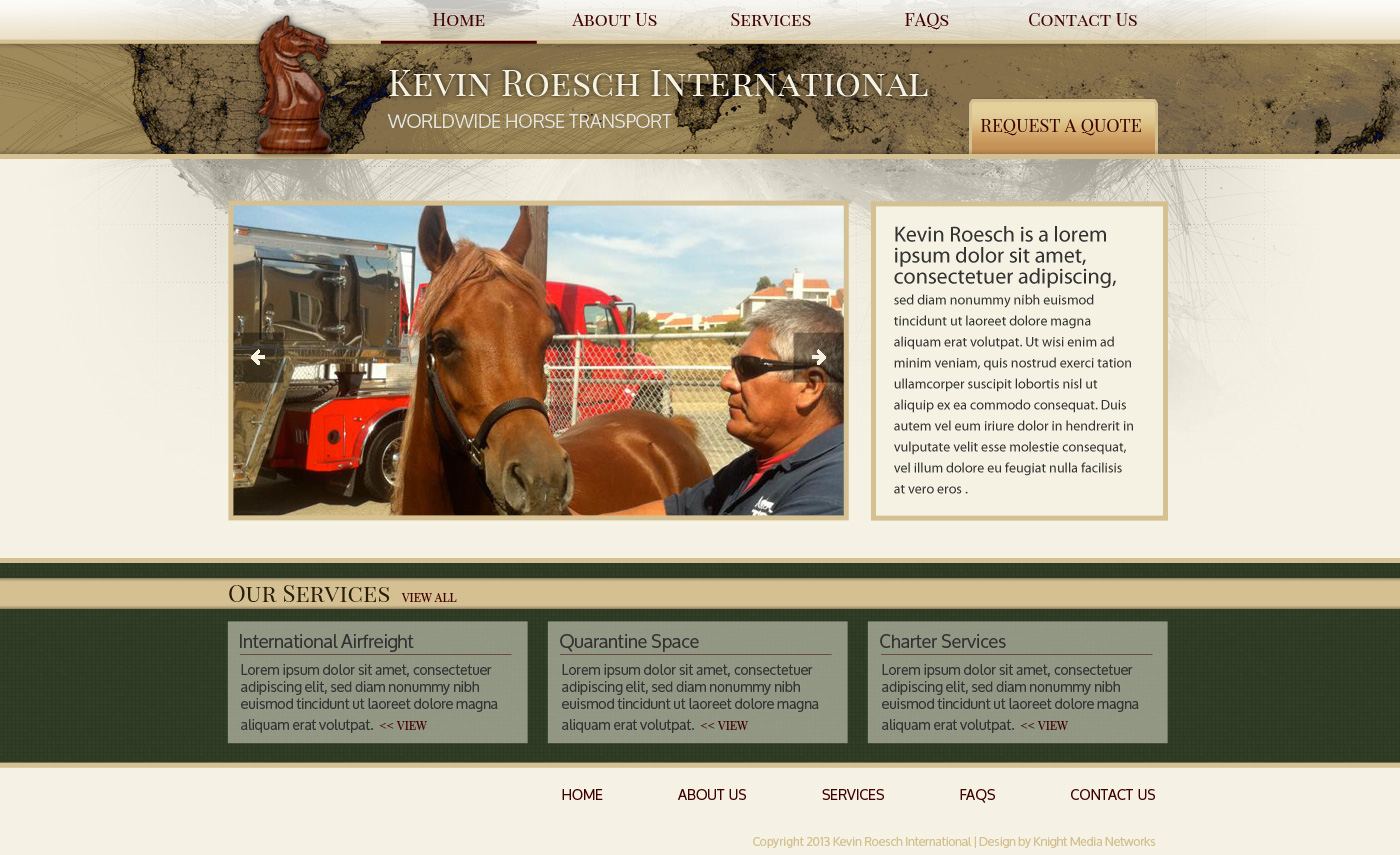 Home About Us Services FAQs Contact Us
Kevin Roesch International
WORLDWIDE HORSE TRANSPORT
REQUEST A QUOTE
Kevin Roesch is a lorem
ipsum dolor sit amet,
consectetuer adipiscing,
sed diam nonummy nibh euismod
tincidunt ut laoreet dolore magna
aliquam erat volutpat. Ut wisi enim ad
minim veniam, quis nostrud exerci tation
ullamcorper suscipit lobortis nisl ut
aliquip ex ea commodo consequat. Duis
autem vel eum iriure dolor in hendrerit in
vulputate velit esse molestie consequat,
vel illum dolore eu feugiat nulla facilisis
at vero eros .
Our Services VIEW ALL
International Airfreight
Lorem ipsum dolor sit amet, consectetuer
adipiscing elit, sed diam nonummy nibh
euismod tincidunt ut laoreet dolore magna
aliquam erat volutpat. << VIEW
Quarantine Space
Lorem ipsum dolor sit amet, consectetuer
adipiscing elit, sed diam nonummy nibh
euismod tincidunt ut laoreet dolore magna
aliquam erat volutpat. << VIEW
Charter Services
Lorem ipsum dolor sit amet, consectetuer
adipiscing elit, sed diam nonummy nibh
euismod tincidunt ut laoreet dolore magna
aliquam erat volutpat. << VIEW
HOME ABOUT US SERVICES FAQS CONTACT US
Copyright 2013 Kevin Roesch International | Design by Knight Media Networks